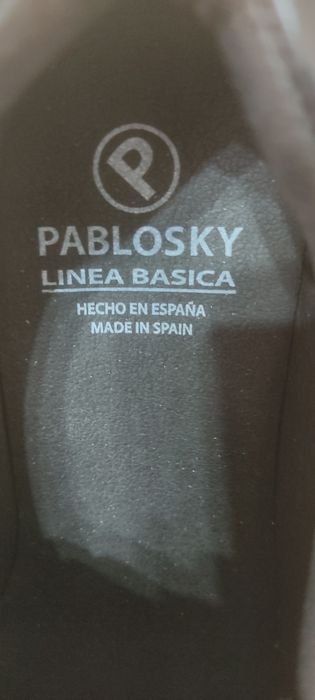 P
PABLOSKY
LINEA BASICA
HECHO EN ESPAÑA
MADE IN SPAIN